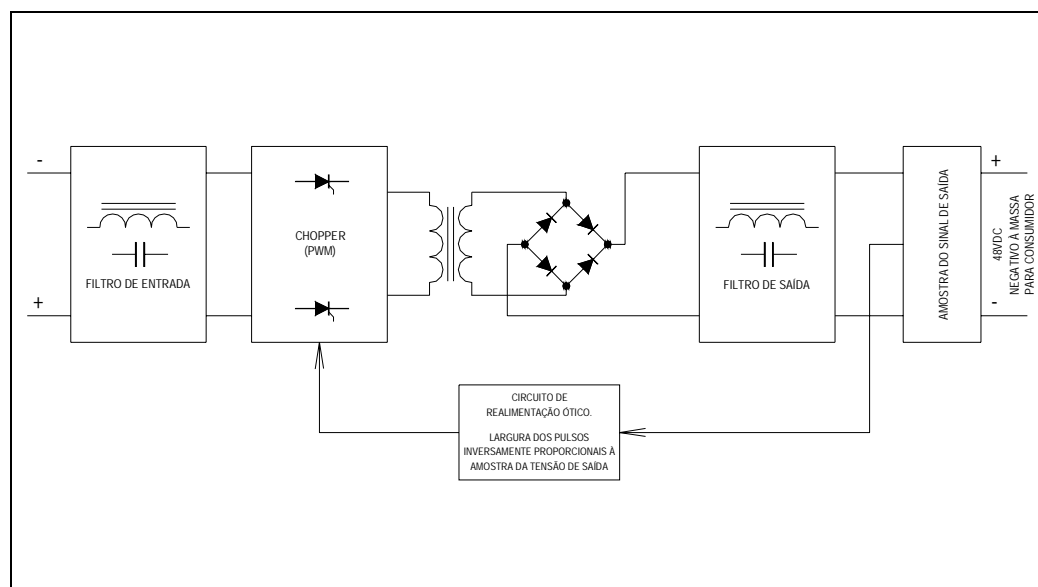 -
+
FILTRO DE ENTRADA
CHOPPER
(PWM)
FILTRO DE SAÍDA
AMOSTRA DO SINAL DE SAÍDA
+
-
48VDC
NEGATIVO À MASSA
PARA CONSUMIDOR
CIRCUITO DE
REALIMENTAÇÃO ÓTICO.
LARGURA DOS PULSOS
INVERSAMENTE PROPORCIONAIS À
AMOSTRA DA TENSÃO DE SAÍDA